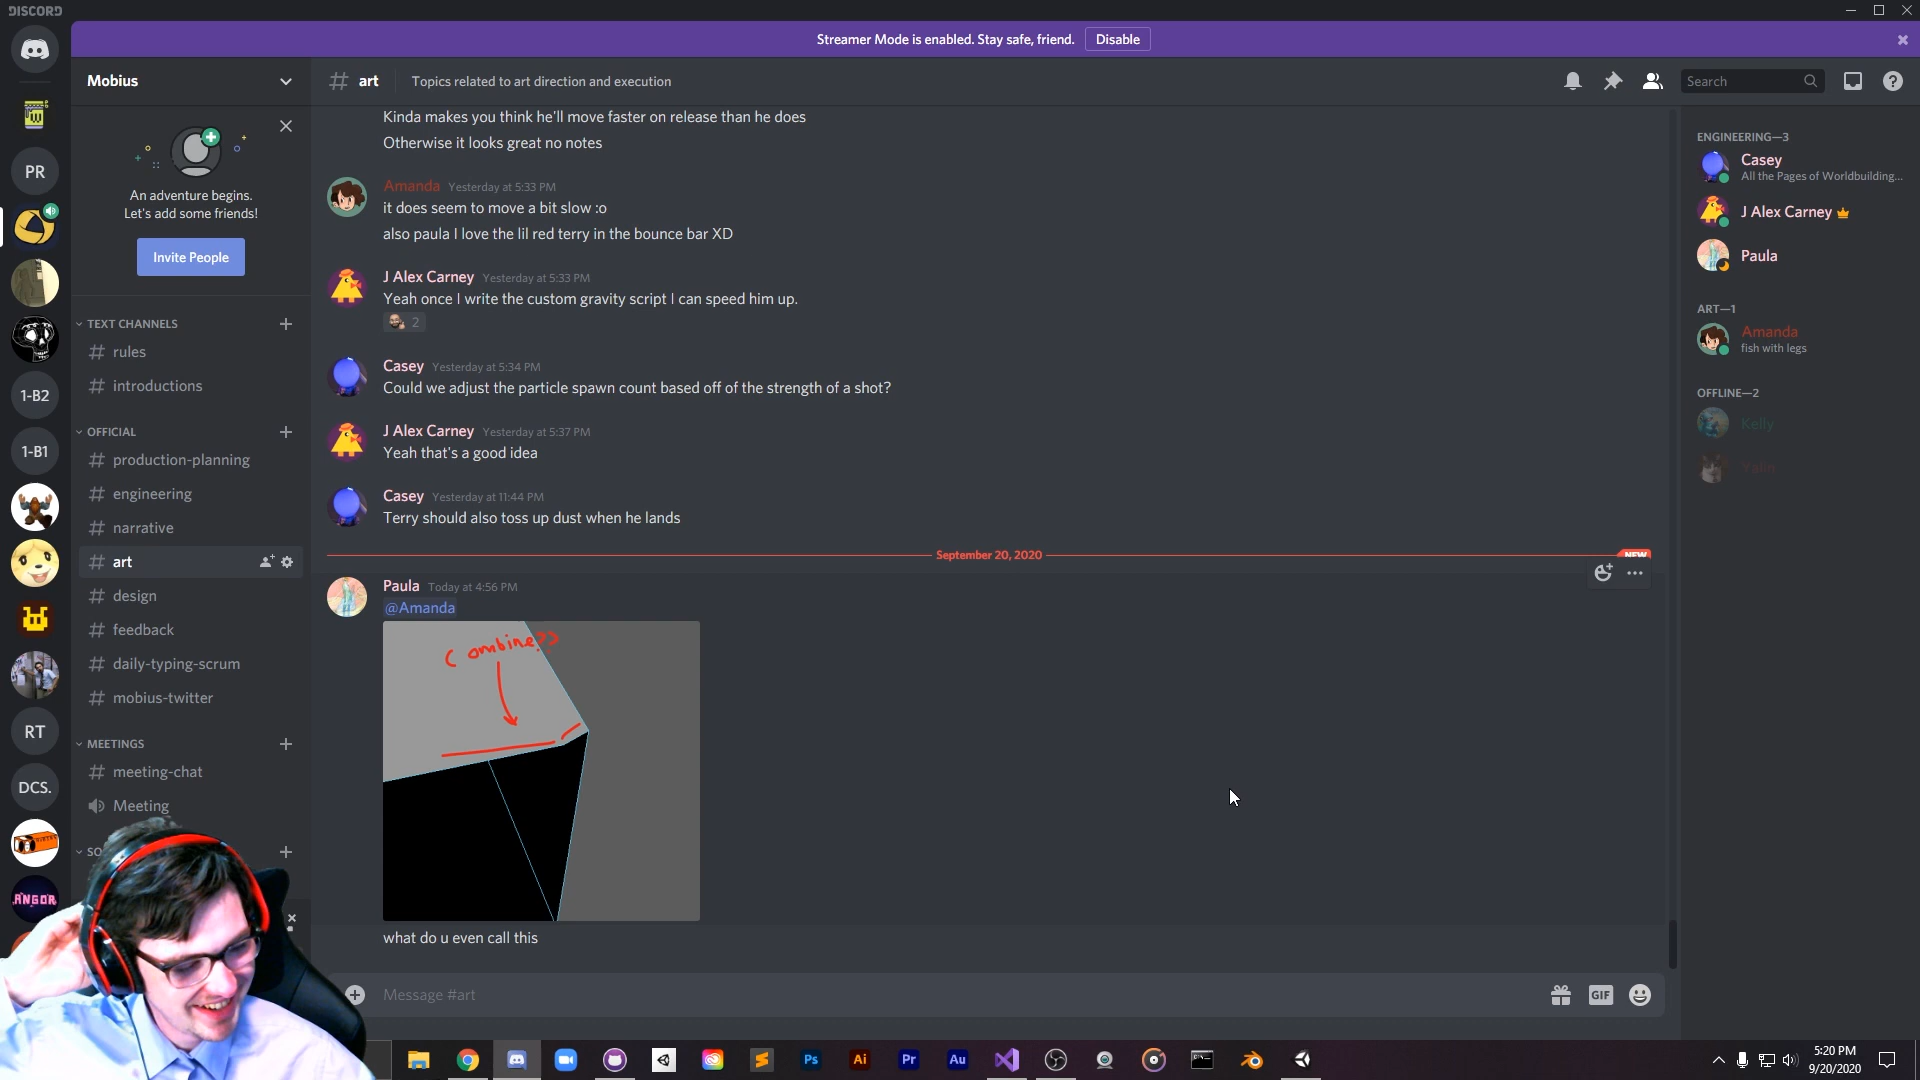 DISCORD
Streamer Mode is enabled. Stay safe, friend.
Disable
Mobius
# art
Topics related to art direction and execution
Search
PR
1-B2
1-B1
RT
DCS.
ANGOR
An adventure begins.
Let's add some friends!
Invite People
TEXT CHANNELS
# rules
# introductions
OFFICIAL
# production-planning
# engineering
# narrative
# art
# design
# feedback
# daily-typing-scrum
# mobius-twitter
MEETINGS
# meeting-chat
Meeting
SO
Kinda makes you think he'll move faster on release than he does
Otherwise it looks great no notes
Amanda Yesterday at 5:33 PM
it does seem to move a bit slow :o
also paula I love the lil red terry in the bounce bar XD
J Alex Carney Yesterday at 5:33 PM
Yeah once I write the custom gravity script I can speed him up.
2
Casey Yesterday at 5:34 PM
Could we adjust the particle spawn count based off of the strength of a shot?
J Alex Carney Yesterday at 5:37 PM
Yeah that's a good idea
Casey Yesterday at 11:44 PM
Terry should also toss up dust when he lands
September 20, 2020
NEW
Paula Today at 4:56 PM
@Amanda
Combine??
what do u even call this
Message #art
GIF
ENGINEERING—3
Casey
All the Pages of Worldbuilding...
J Alex Carney
Paula
ART—1
Amanda
fish with legs
OFFLINE—2
Kelly
Ps
Ai
Pr
Au
5:20 PM
9/20/2020